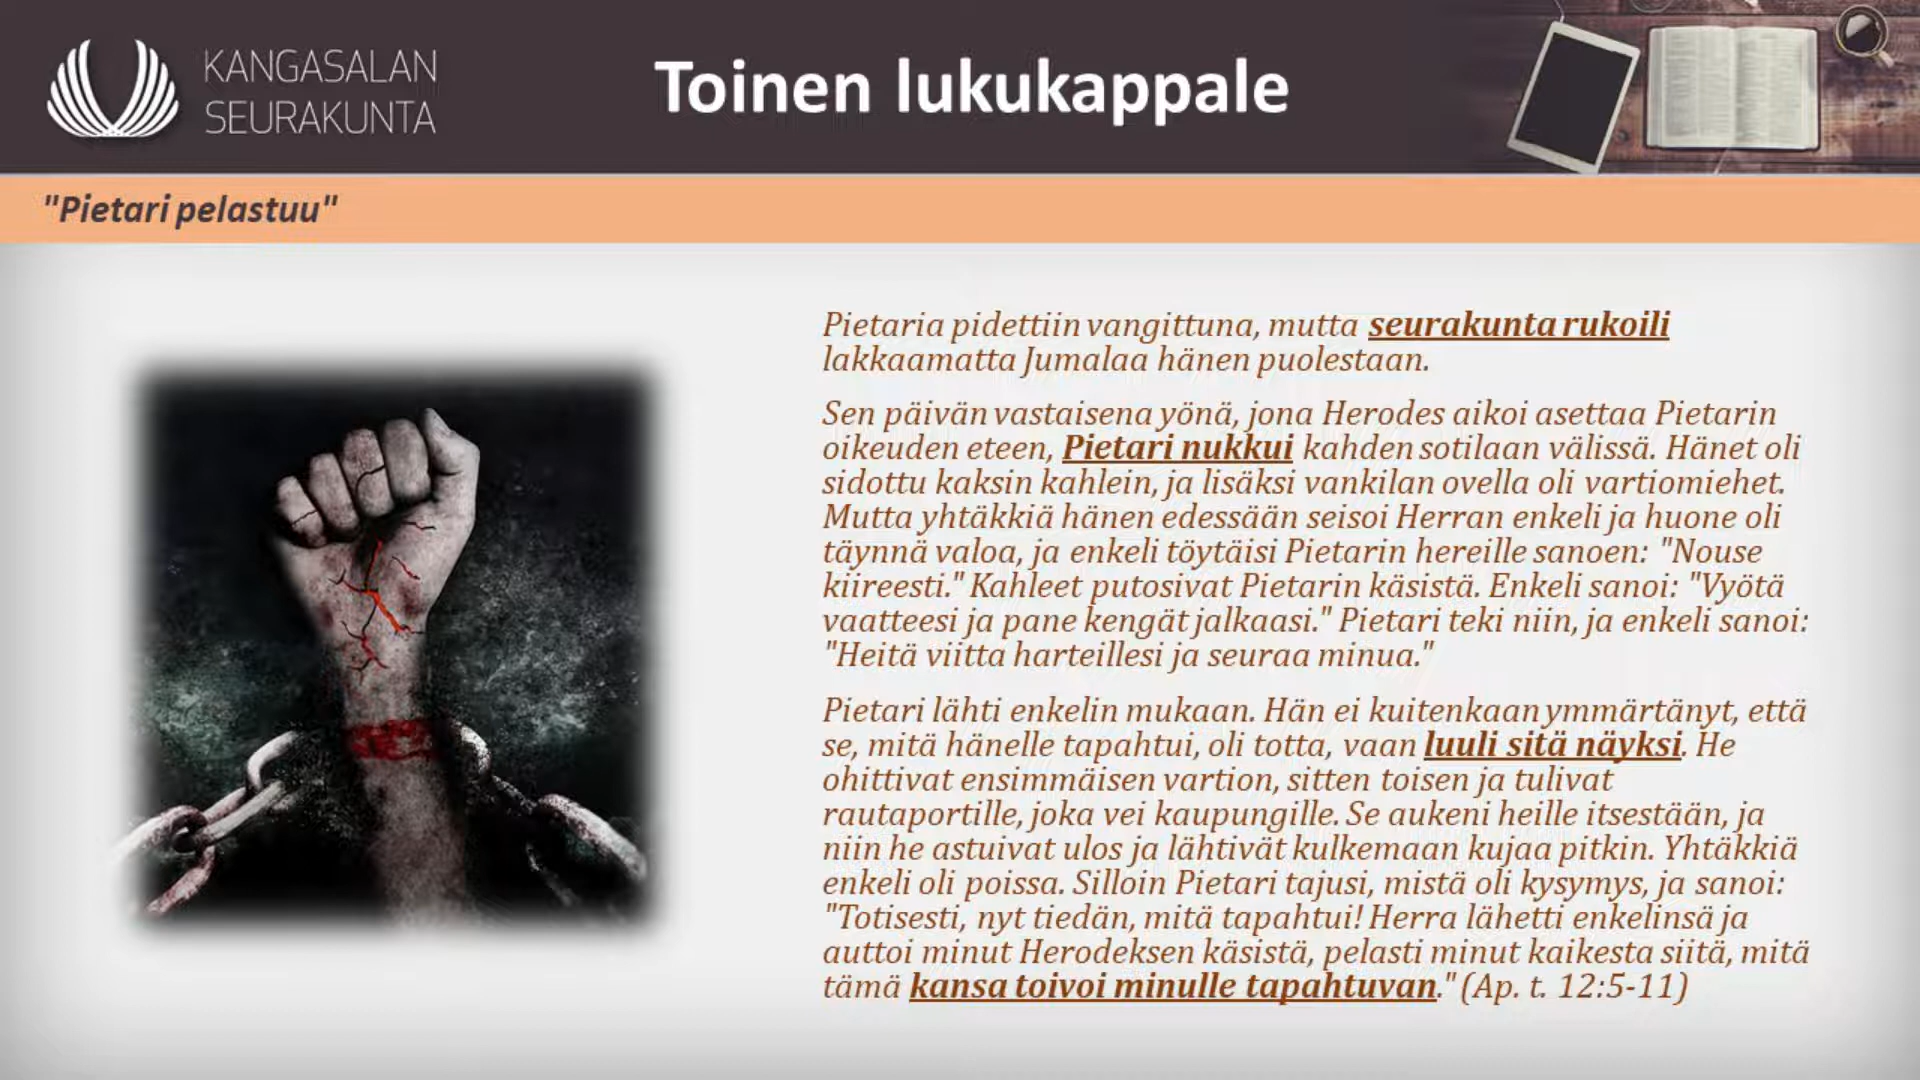 KANGASALAN
SEURAKUNTA
Toinen lukukappale
"Pietari pelastuu"
Pietaria pidettiin vangittuna, mutta seurakunta rukoili
lakkaamatta Jumalaa hänen puolestaan.
Sen päivän vastaisena yönä, jona Herodes aikoi asettaa Pietarin
oikeuden eteen, Pietari nukkui kahden sotilaan välissä. Hänet oli
sidottu kaksin kahlein, ja lisäksi vankilan ovella oli vartiomiehet.
Mutta yhtäkkiä hänen edessään seisoi Herran enkeli ja huone oli
täynnä valoa, ja enkeli töytäisi Pietarin hereille sanoen: "Nouse
kiireesti." Kahleet putosivat Pietarin käsistä. Enkeli sanoi: "Vyötä
vaatteesi ja pane kengät jalkaasi." Pietari teki niin, ja enkeli sanoi:
"Heitä viitta harteillesi ja seuraa minua."
Pietari lähti enkelin mukaan. Hän ei kuitenkaan ymmärtänyt, että
se, mitä hänelle tapahtui, oli totta, vaan luuli sitä näyksi. He
ohittivat ensimmäisen vartion, sitten toisen ja tulivat
rautaportille, joka vei kaupungille. Se aukeni heille itsestään, ja
niin he astuivat ulos ja lähtivät kulkemaan kujaa pitkin. Yhtäkkiä
enkeli oli poissa. Silloin Pietari tajusi, mistä oli kysymys, ja sanoi:
"Totisesti, nyt tiedän, mitä tapahtui! Herra lähetti enkelinsä ja
auttoi minut Herodeksen käsistä, pelasti minut kaikesta siitä, mitä
tämä kansa toivoi minulle tapahtuvan." (Ap. t. 12:5-11)